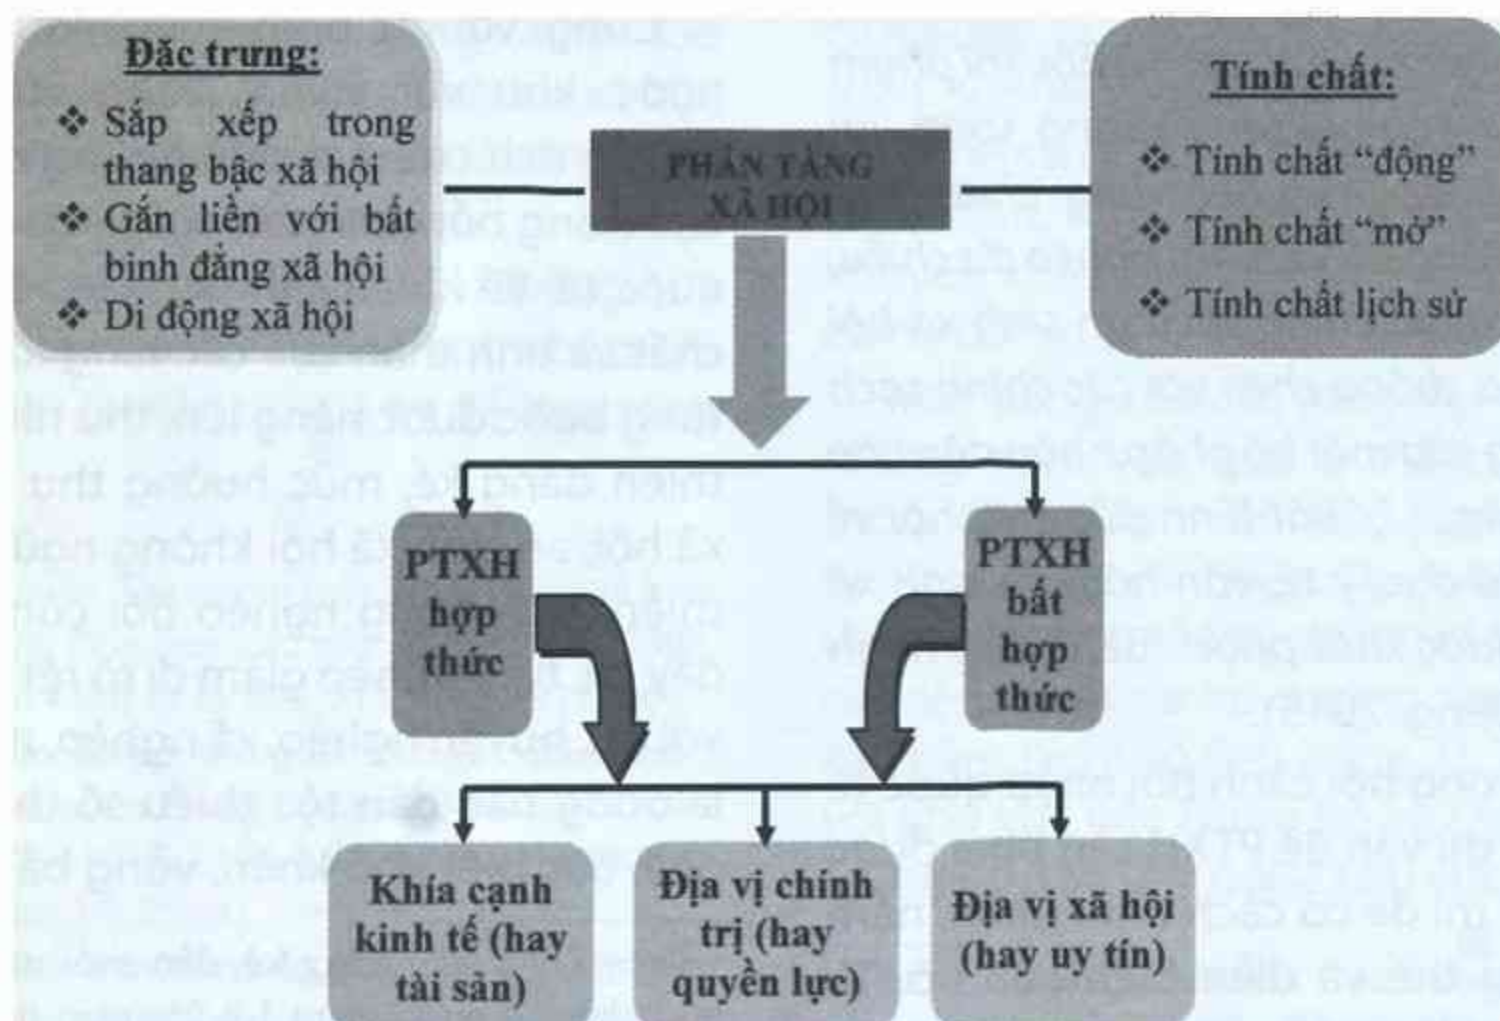 Đặc trưng:
❖ Sắp xếp trong
thang bậc xã hội
❖ Gắn liền với bất
bình đẳng xã hội
❖ Di động xã hội
PHÂN TẦNG
XÃ HỘI
Tính chất:
❖ Tính chất “động”
❖ Tính chất “mở”
❖ Tính chất lịch sử
PTXH
hợp
thức
PTXH
bất
hợp
thức
Khía cạnh
kinh tế (hay
tài sản)
Địa vị chính
trị (hay
quyền lực)
Địa vị xã hội
(hay uy tín)